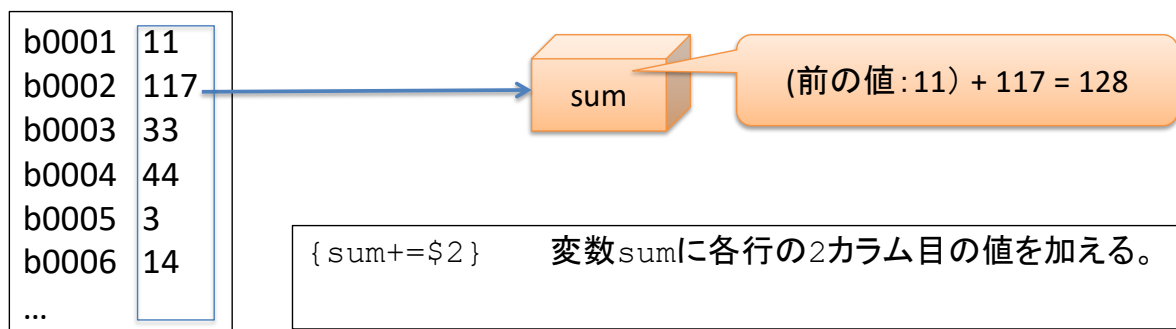 b0001 11
b0002 117
b0003 33
b0004 44
b0005 3
b0006 14
…
sum
(前の値:11) + 117 = 128
{sum+=$2} 変数sumに各行の2カラム目の値を加える。